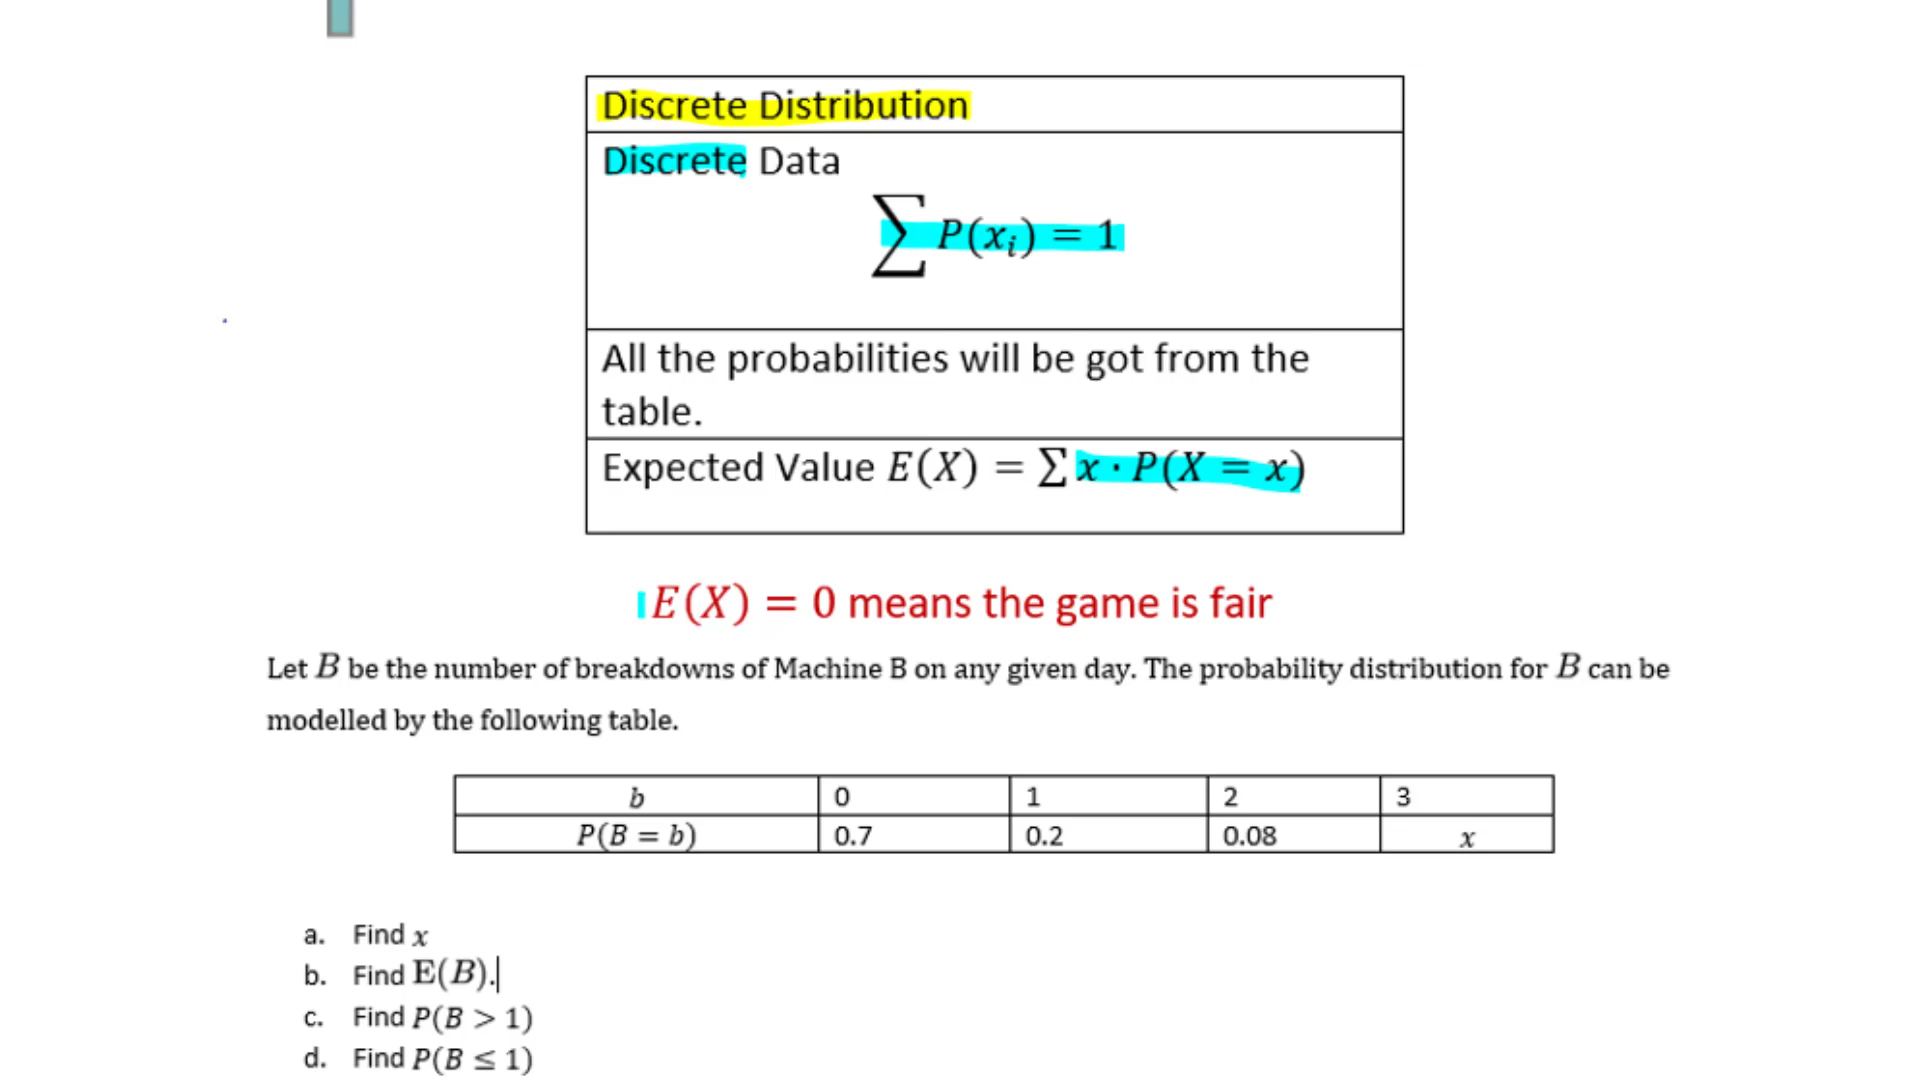 Discrete Distribution
Discrete Data
∑ P(xᵢ) = 1
All the probabilities will be got from the
table.
Expected Value E(X) = ∑ x · P(X = x)
E(X) = 0 means the game is fair
Let B be the number of breakdowns of Machine B on any given day. The probability distribution for B can be
modelled by the following table.
b 0 1 2 3
P(B = b) 0.7 0.2 0.08 x
a. Find x
b. Find E(B).
c. Find P(B > 1)
d. Find P(B ≤ 1)